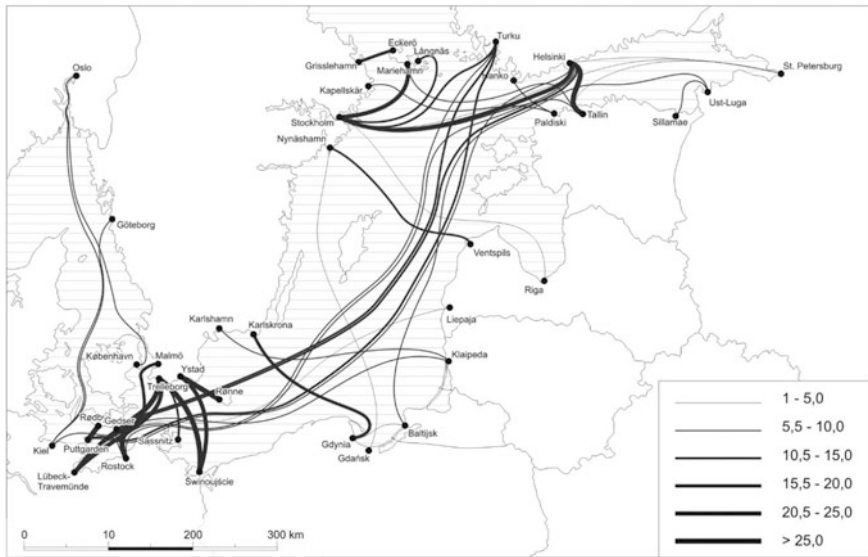 Oslo
Göteborg
Eckerö
Grisslehamn
Mariehamn
Långnäs
Turku
Helsinki
Hanko
St. Petersburg
Kapellskär
Stockholm
Nynäshamn
Paldiski
Tallin
Sillamäe
Ust-Luga
Ventspils
Riga
Liepaja
Klaipeda
Karlshamn
Karlskrona
København
Malmö
Ystad
Trelleborg
Rønne
Rødby
Gedser
Kiel
Puttgarden
Sassnitz
Rostock
Lübeck-
Travemünde
Świnoujście
Gdynia
Gdańsk
Baltijsk
1 - 5,0
5,5 - 10,0
10,5 - 15,0
15,5 - 20,0
20,5 - 25,0
> 25,0
0 100 200 300 km